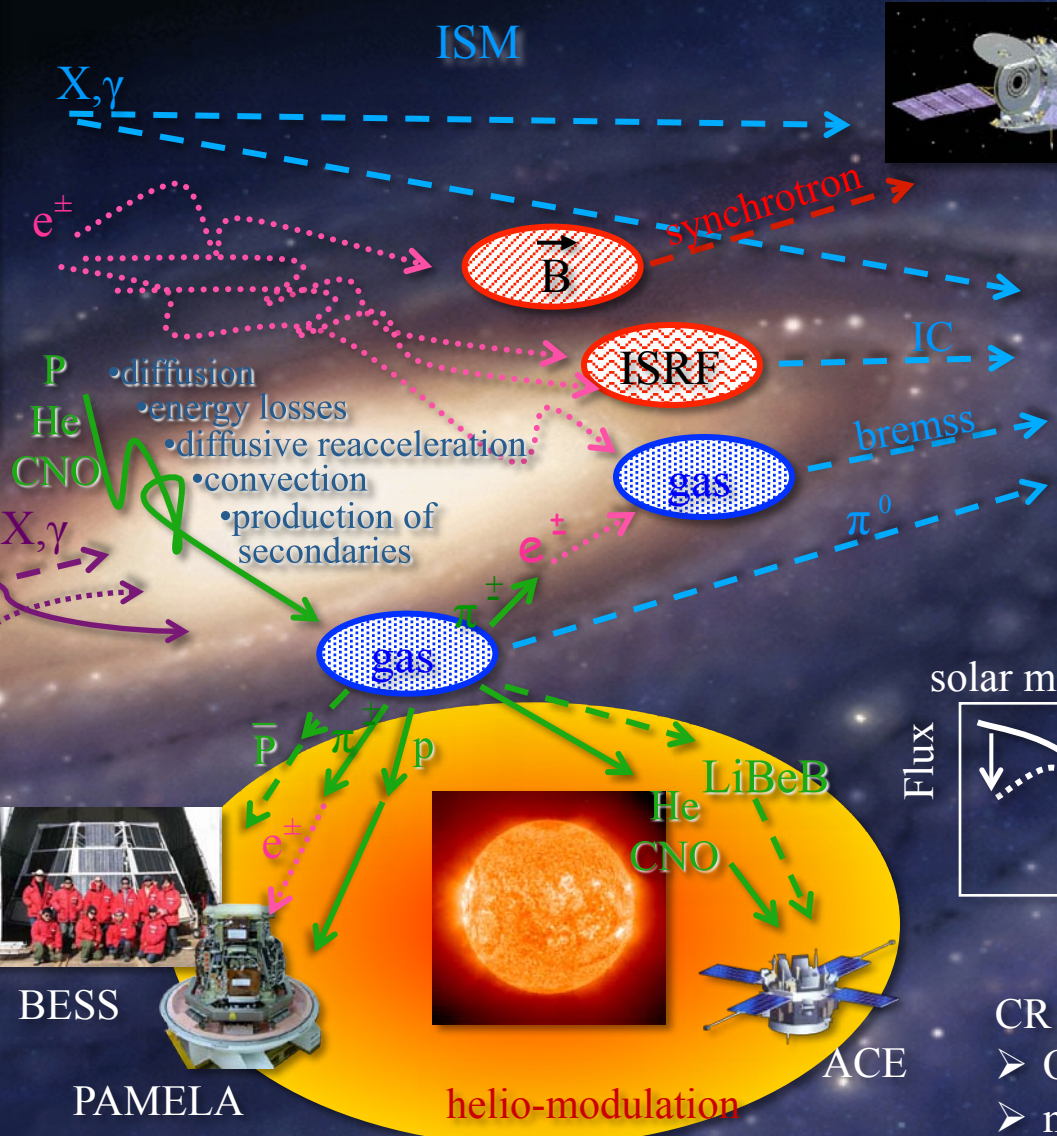 ISM
X,γ
synchrotron
e±
B
ISRF
IC
P
He
CNO
•diffusion
•energy losses
•diffusive reacceleration
•convection
•production of
secondaries
bremss
gas
π⁰
e±
X,γ
π±
gas
P̅
π±
p
LiBeB
He
CNO
e±
solar m
Flux
BESS
PAMELA
ACE
helio-modulation
CR
➢
➢